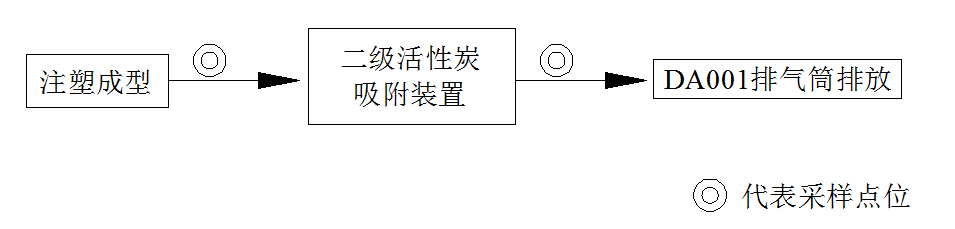 注塑成型
二级活性炭
吸附装置
DA001排气筒排放
代表采样点位